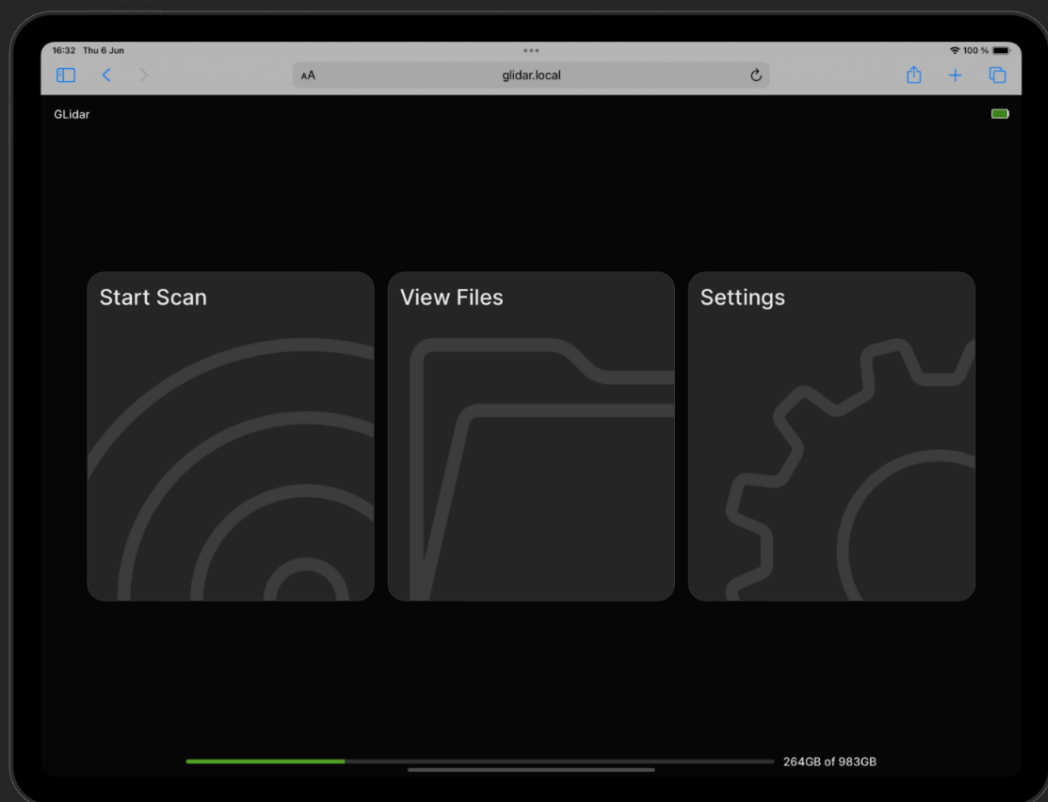 16:32 Thu 6 Jun
100 %
AA glidar.local
GLidar
Start Scan
View Files
Settings
264GB of 983GB